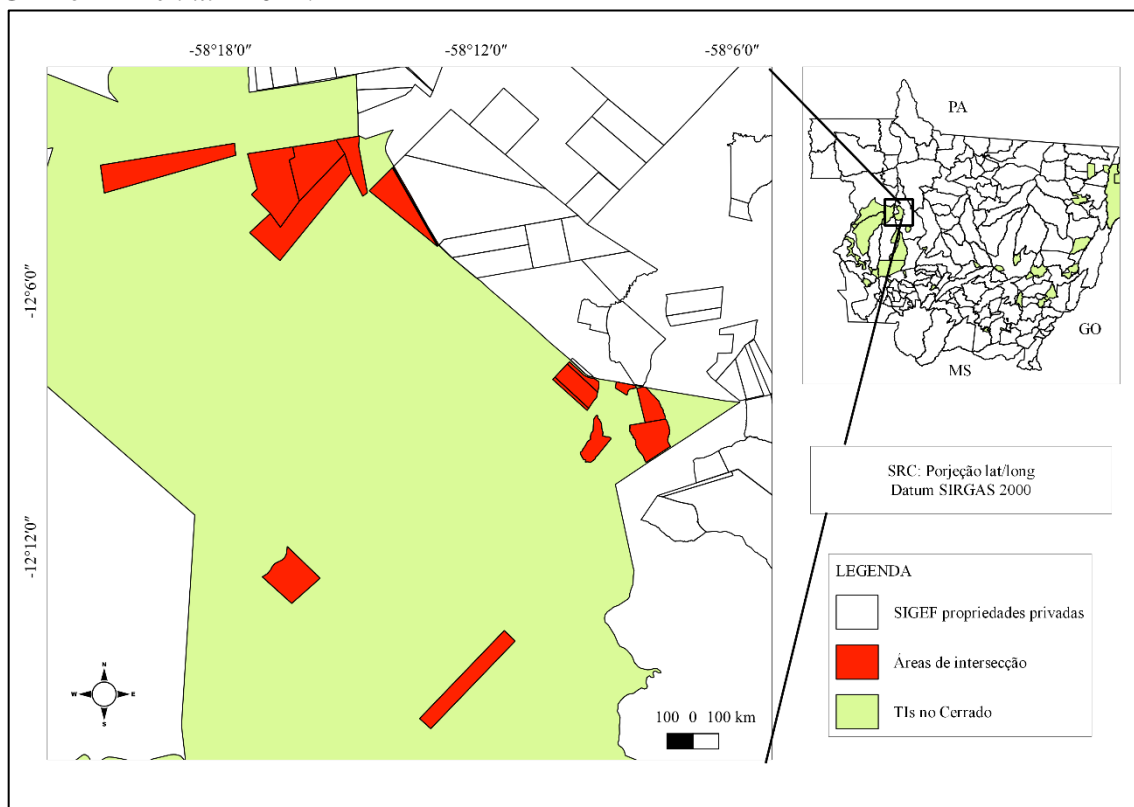 -58°18'0" -58°12'0" -58°6'0"
-12°6'0"
-12°12'0"
N
W E
S
100 0 100 km
PA
GO
MS
SRC: Porjeção lat/long
Datum SIRGAS 2000
LEGENDA
SIGEF propriedades privadas
Áreas de intersecção
TIs no Cerrado